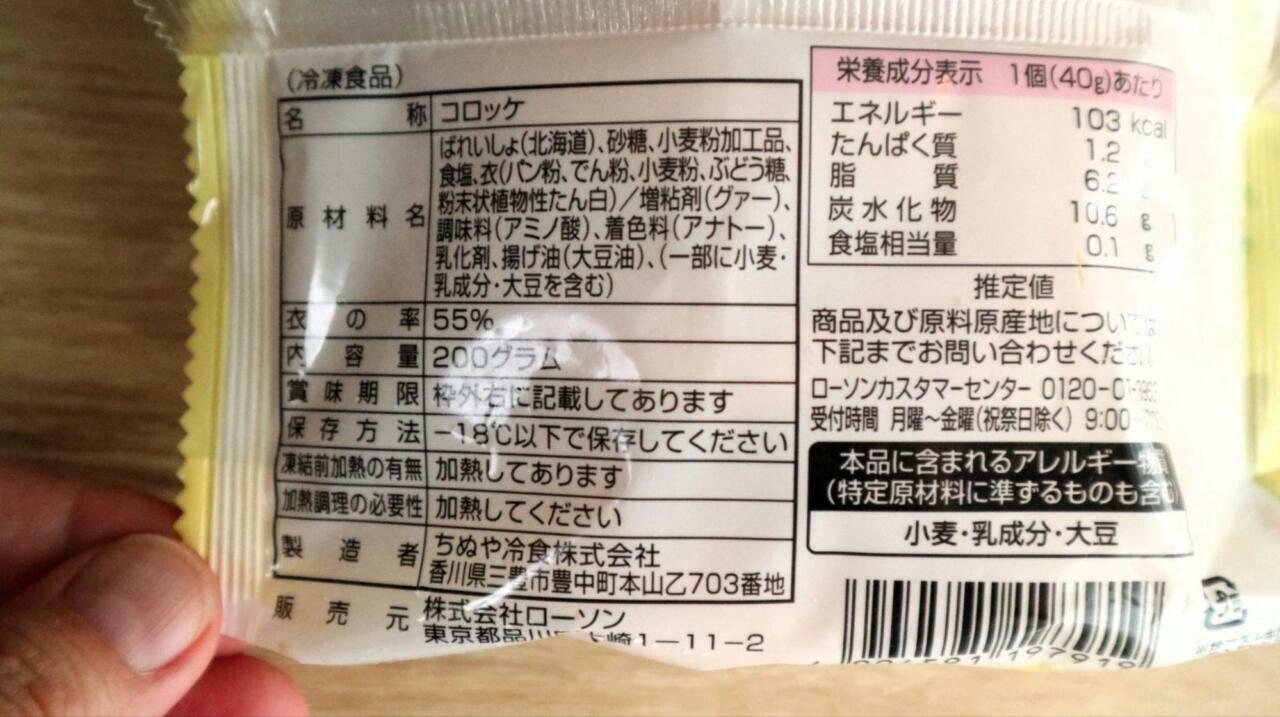 (冷凍食品)
名称 コロッケ
原材料名 ばれいしょ(北海道)、砂糖、小麦粉加工品、
食塩、衣(パン粉、でん粉、小麦粉、ぶどう糖、
粉末状植物性たん白)/増粘剤(グァー)、
調味料(アミノ酸)、着色料(アナトー)、
乳化剤、揚げ油(大豆油)、(一部に小麦・
乳成分・大豆を含む)
衣の率 55%
内容量 200グラム
賞味期限 枠外右に記載してあります
保存方法 −18℃以下で保存してください
凍結前加熱の有無 加熱してあります
加熱調理の必要性 加熱してください
製造者 ちぬや冷食株式会社
香川県三豊市豊中町本山乙703番地
販売元 株式会社ローソン
東京都品川 崎1−11−2
栄養成分表示 1個(40g)あたり
エネルギー 103 kcal
たんぱく質 1.2
脂質 6.2
炭水化物 10.6 g
食塩相当量 0.1 g
推定値
商品及び原料原産地については
下記までお問い合わせくだ
ローソンカスタマーセンター 0120-07-
受付時間 月曜〜金曜(祝祭日除く) 9:00
本品に含まれるアレルギー物質
(特定原材料に準ずるものも含む
小麦・乳成分・大豆